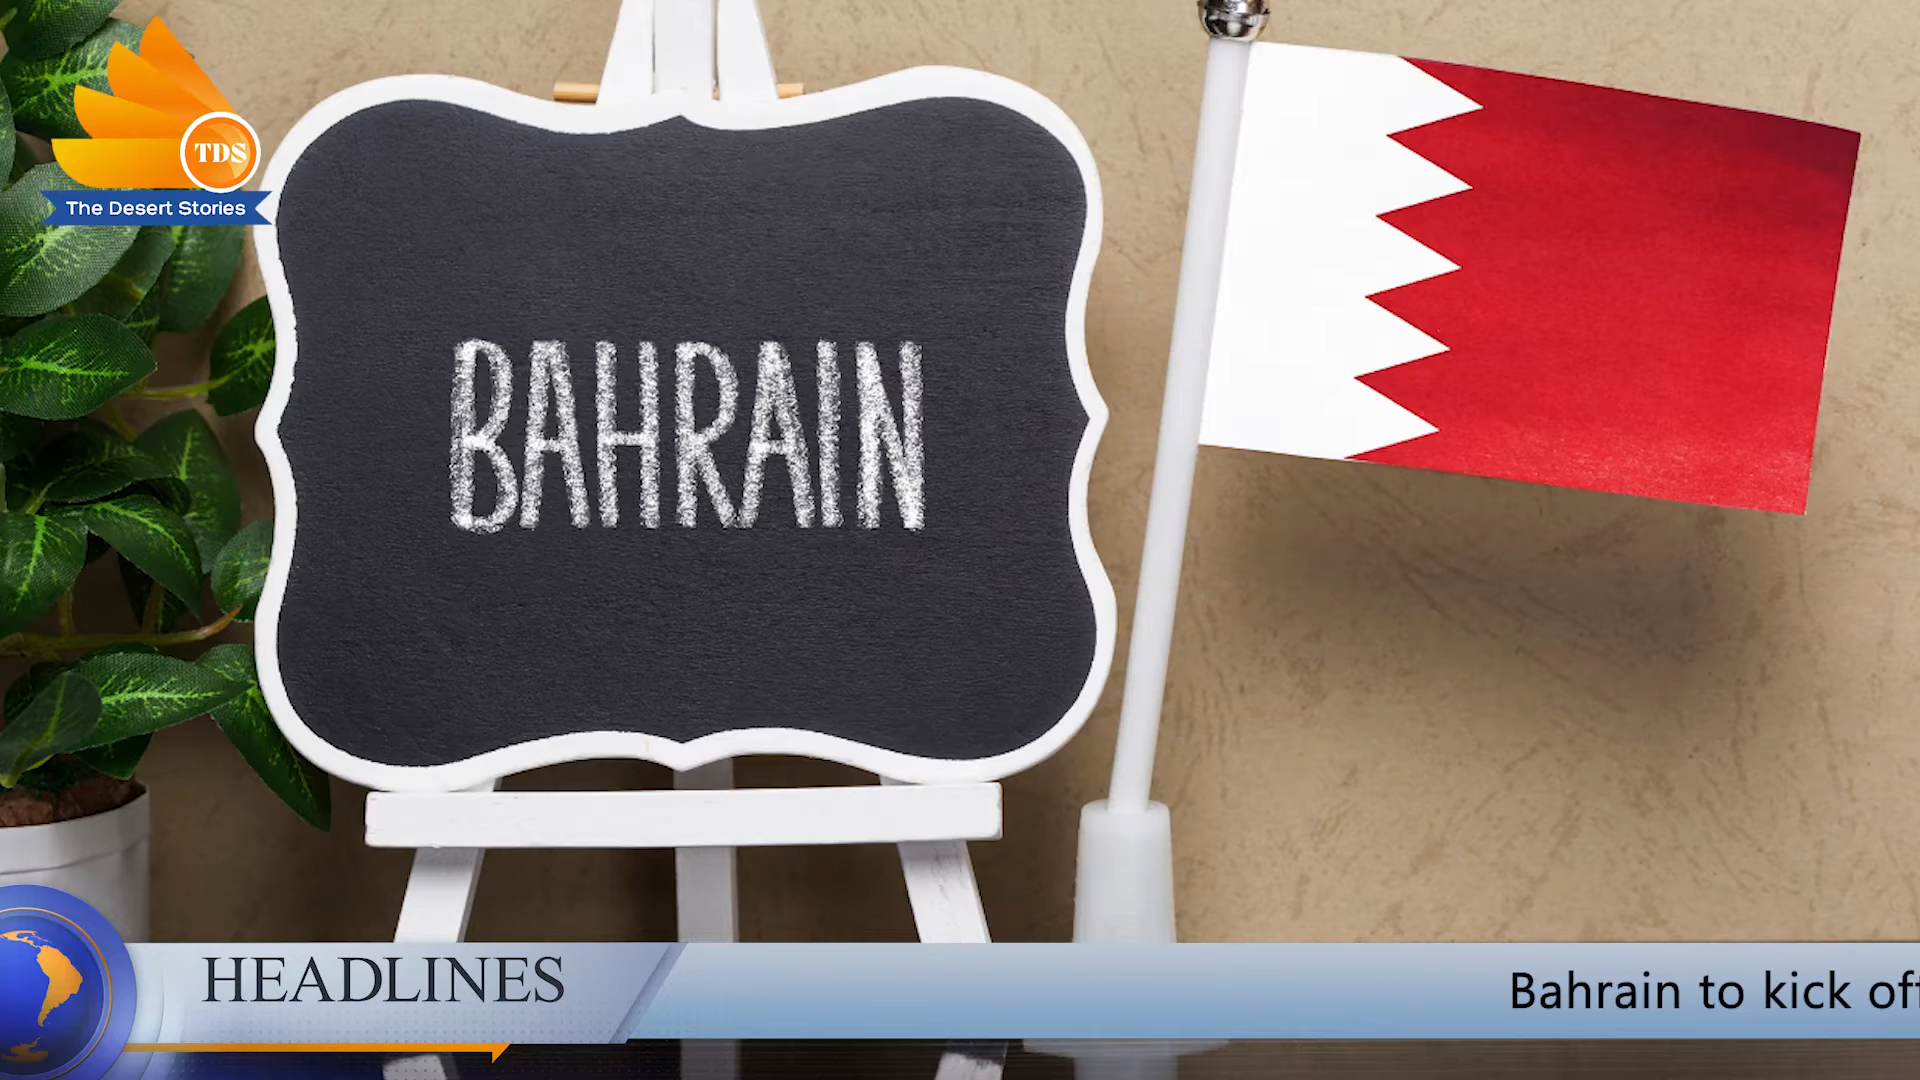 TDS
The Desert Stories
BAHRAIN
HEADLINES
Bahrain to kick